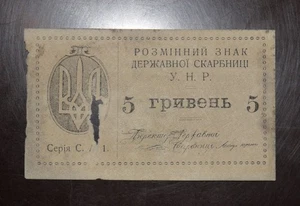 РОЗМІННИЙ ЗНАК
ДЕРЖАВНОЇ СКАРБНИЦІ
У. Н. Р.
5 гривень 5
Серія С. 1